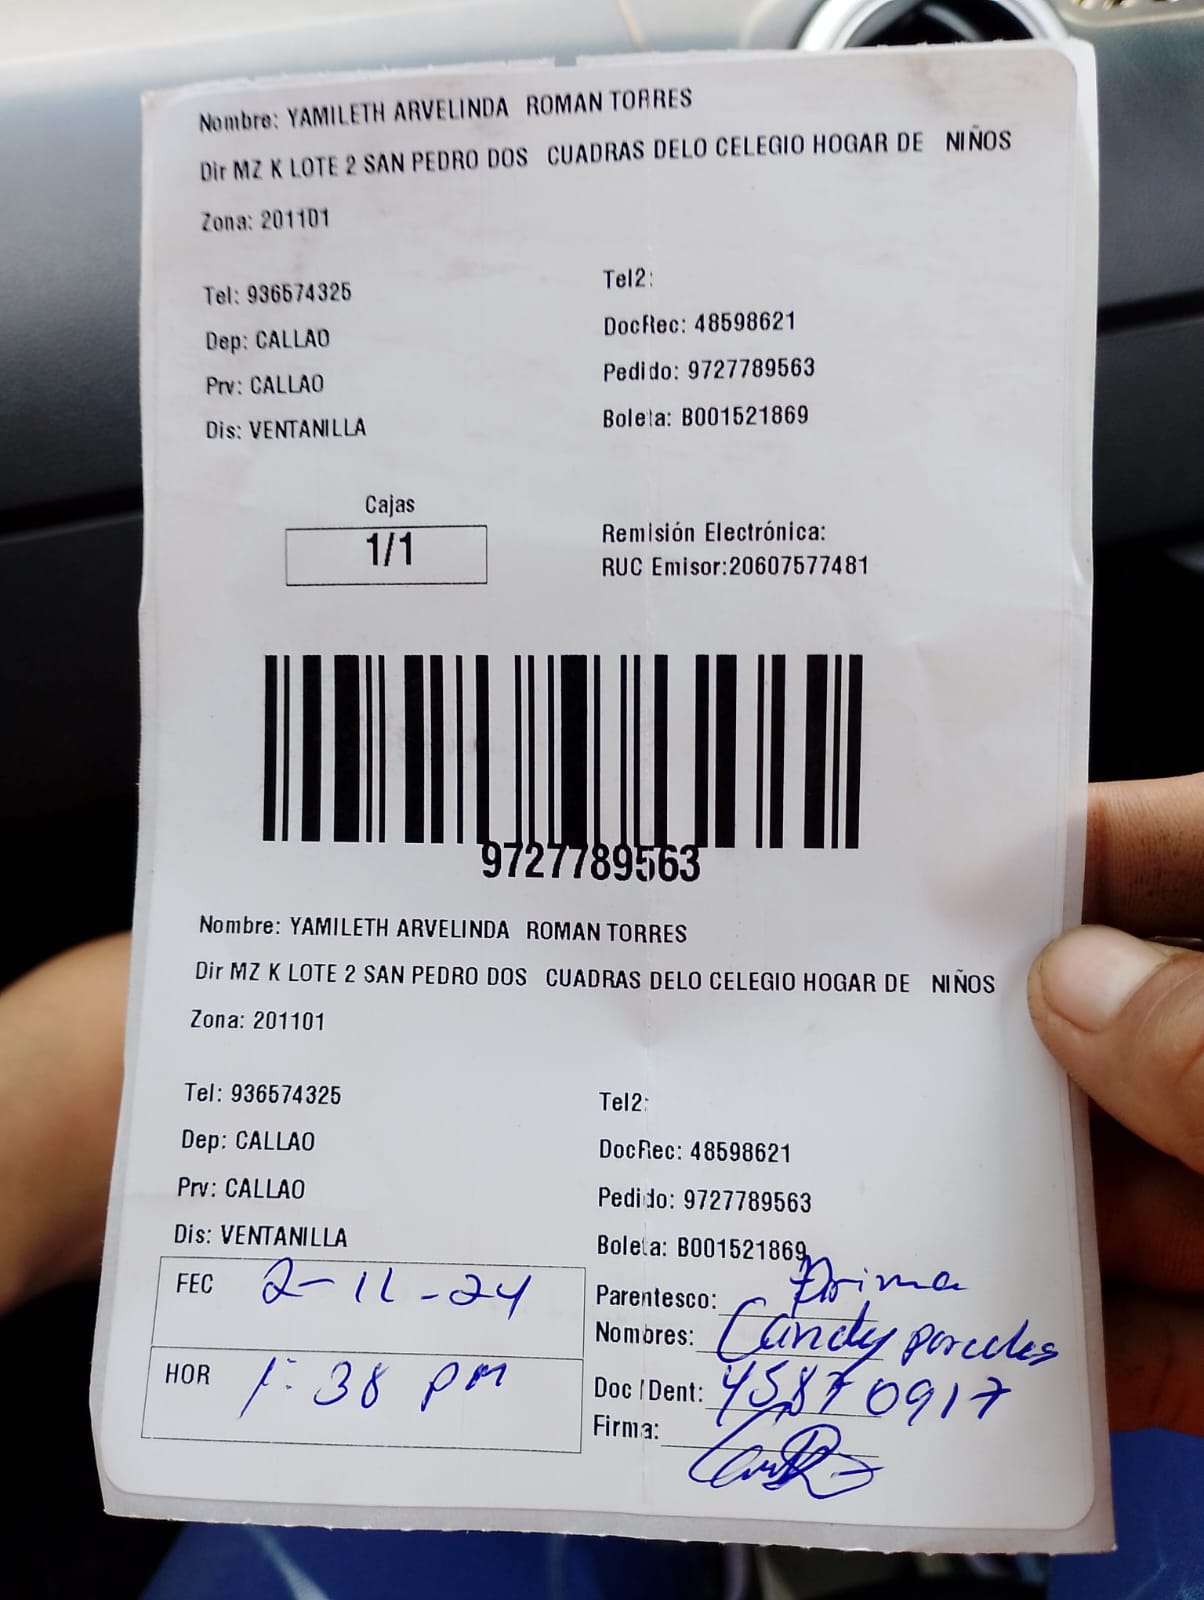 Nombre: YAMILETH ARVELINDA ROMAN TORRES
Dir MZ K LOTE 2 SAN PEDRO DOS CUADRAS DELO CELEGIO HOGAR DE NIÑOS
Zona: 201101
Tel: 936574325
Tel2:
Dep: CALLAO
DocRec: 48598621
Prv: CALLAO
Pedido: 9727789563
Dis: VENTANILLA
Boleta: B001521869
Cajas
1/1
Remisión Electrónica:
RUC Emisor:20607577481
9727789563
Nombre: YAMILETH ARVELINDA ROMAN TORRES
Dir MZ K LOTE 2 SAN PEDRO DOS CUADRAS DELO CELEGIO HOGAR DE NIÑOS
Zona: 201101
Tel: 936574325
Tel2:
Dep: CALLAO
DocRec: 48598621
Prv: CALLAO
Pedido: 9727789563
Dis: VENTANILLA
Boleta: B001521869
FEC 2-11-24
Parentesco: Prima
Nombres: Candy
HOR 1:38 pm
Doc/Dent: 45870917
Firma: